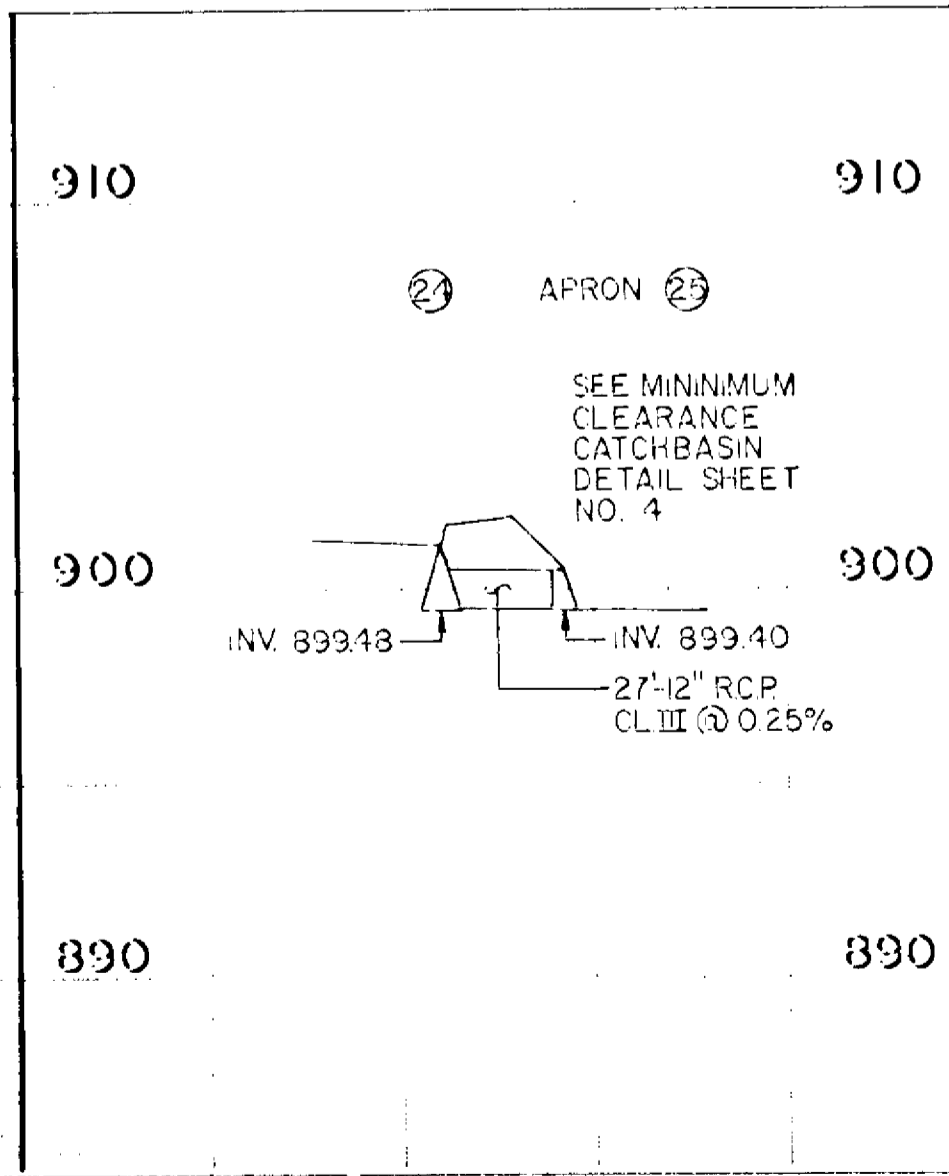 910 910
24 APRON 25
SEE MININIMUM
CLEARANCE
CATCHBASIN
DETAIL SHEET
NO. 4
900 900
INV. 899.48 INV. 899.40
27'-12" R.C.P.
CL. III @ 0.25%
890 890